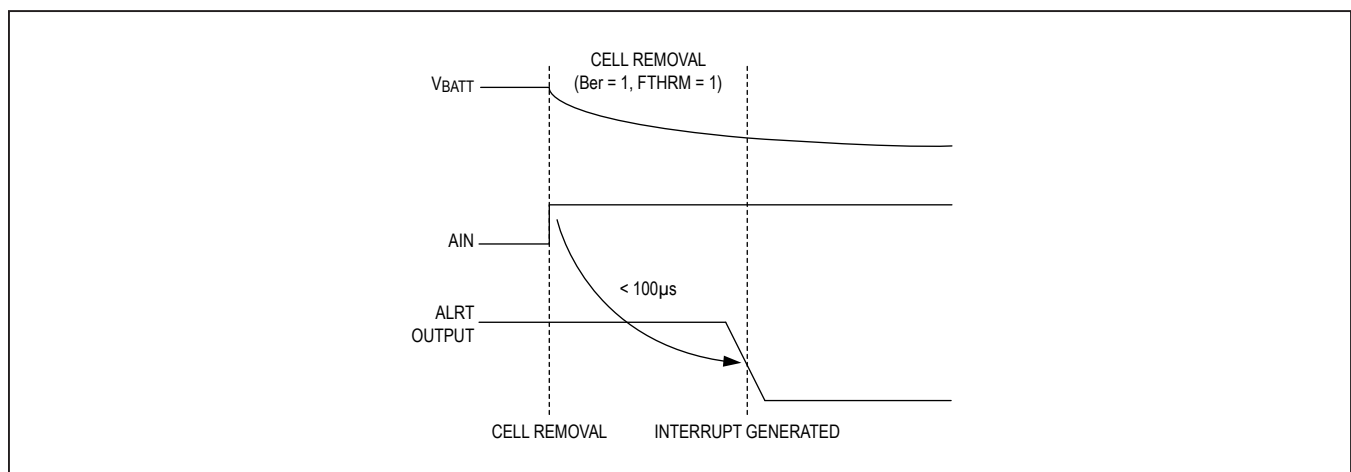 CELL REMOVAL
(Ber = 1, FTHRM = 1)
VBATT
AIN
< 100µs
ALRT
OUTPUT
CELL REMOVAL
INTERRUPT GENERATED